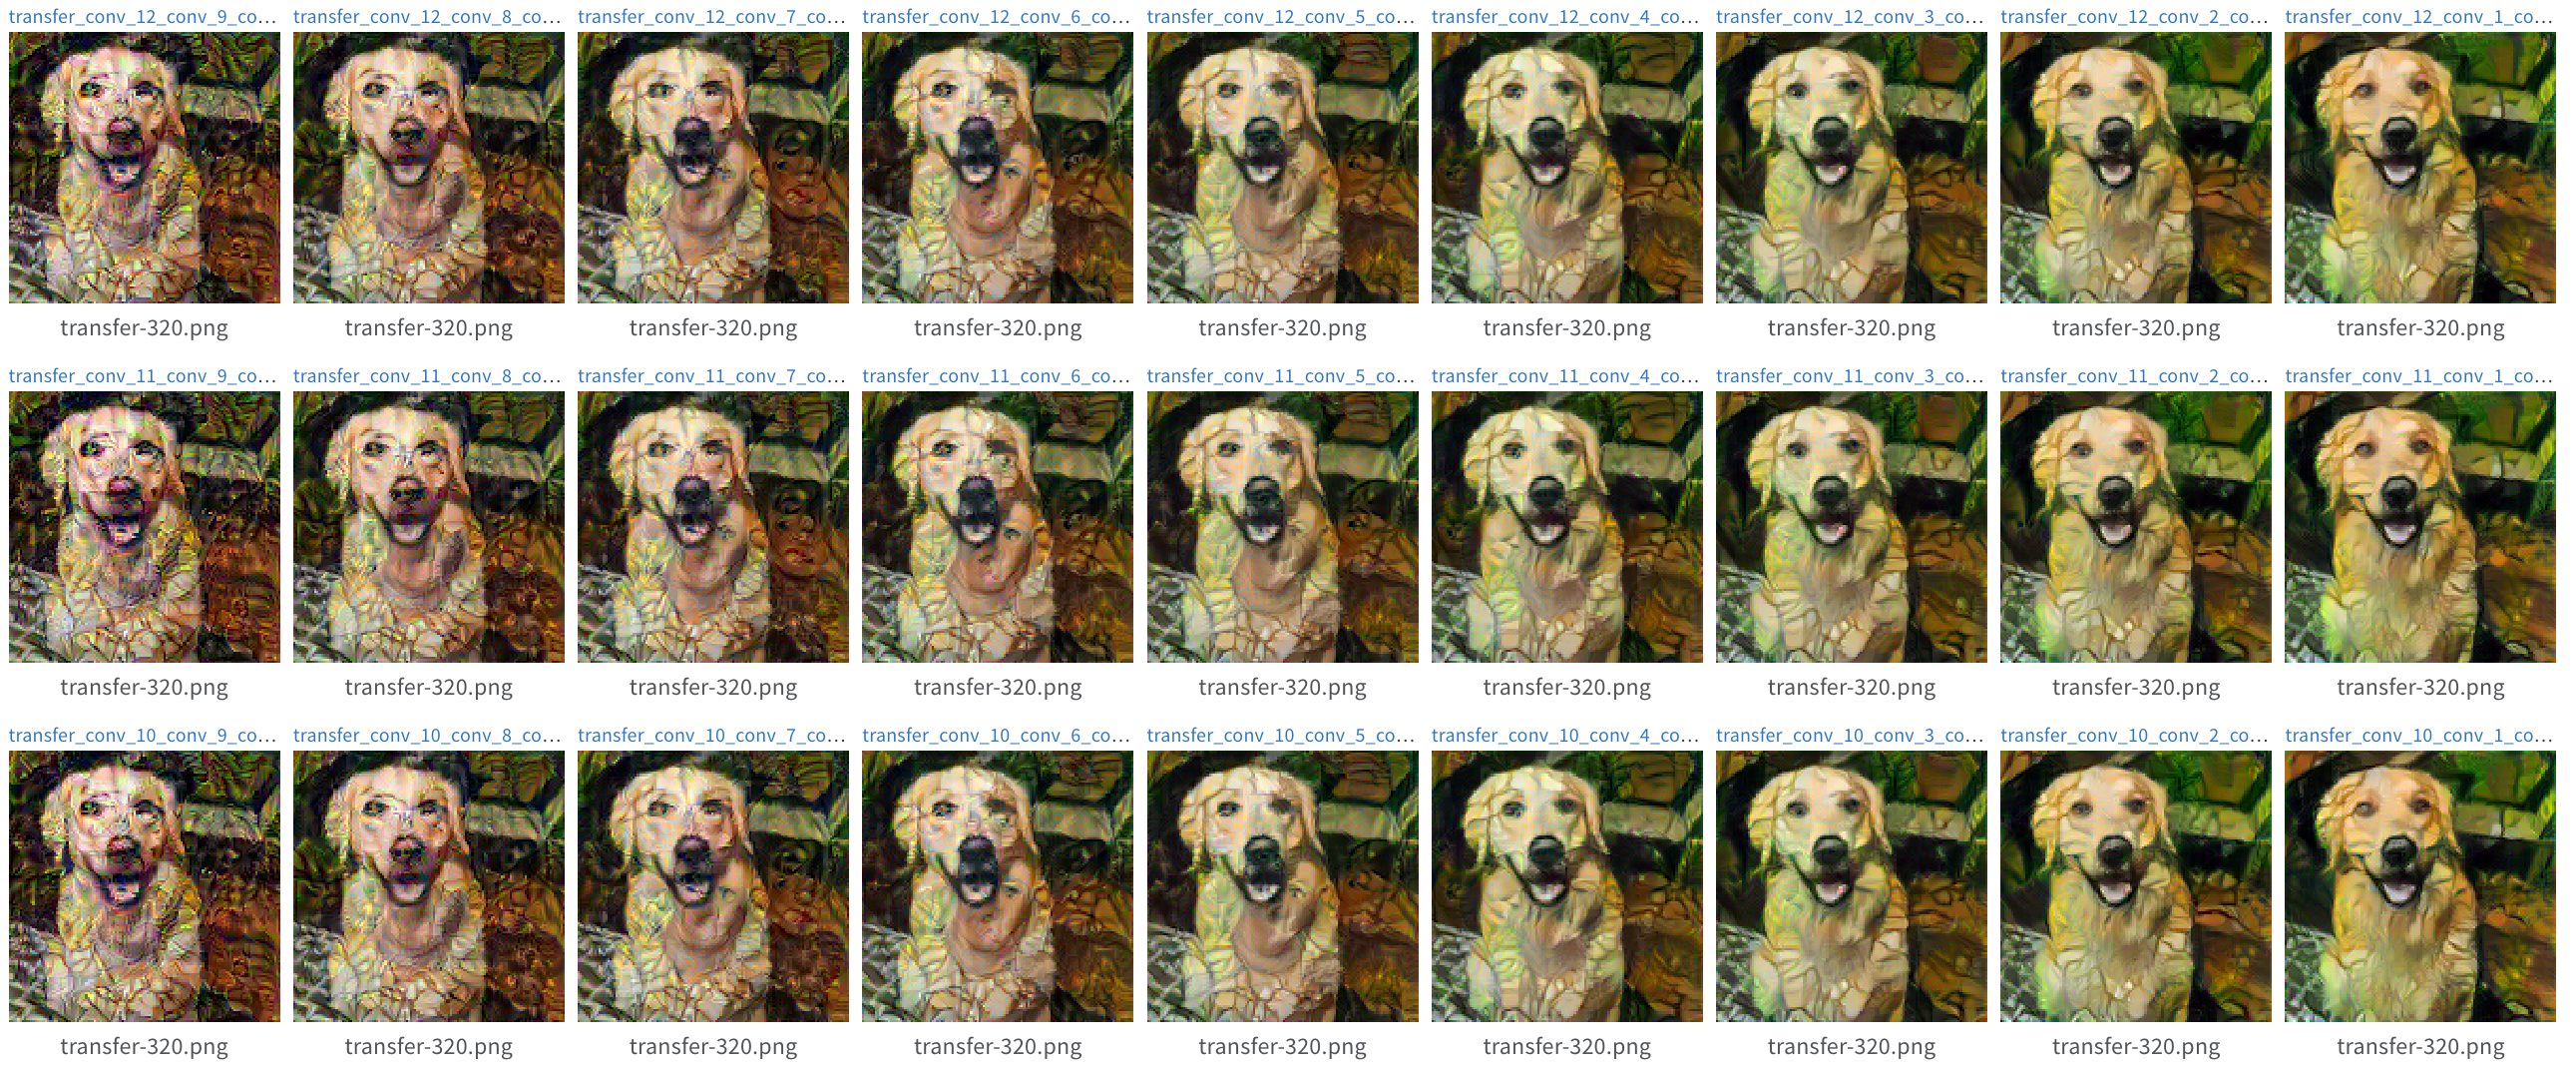 transfer_conv_12_conv_9_co... transfer_conv_12_conv_8_co... transfer_conv_12_conv_7_co... transfer_conv_12_conv_6_co... transfer_conv_12_conv_5_co... transfer_conv_12_conv_4_co... transfer_conv_12_conv_3_co... transfer_conv_12_conv_2_co... transfer_conv_12_conv_1_co...
transfer-320.png transfer-320.png transfer-320.png transfer-320.png transfer-320.png transfer-320.png transfer-320.png transfer-320.png transfer-320.png
transfer_conv_11_conv_9_co... transfer_conv_11_conv_8_co... transfer_conv_11_conv_7_co... transfer_conv_11_conv_6_co... transfer_conv_11_conv_5_co... transfer_conv_11_conv_4_co... transfer_conv_11_conv_3_co... transfer_conv_11_conv_2_co... transfer_conv_11_conv_1_co...
transfer-320.png transfer-320.png transfer-320.png transfer-320.png transfer-320.png transfer-320.png transfer-320.png transfer-320.png transfer-320.png
transfer_conv_10_conv_9_co... transfer_conv_10_conv_8_co... transfer_conv_10_conv_7_co... transfer_conv_10_conv_6_co... transfer_conv_10_conv_5_co... transfer_conv_10_conv_4_co... transfer_conv_10_conv_3_co... transfer_conv_10_conv_2_co... transfer_conv_10_conv_1_co...
transfer-320.png transfer-320.png transfer-320.png transfer-320.png transfer-320.png transfer-320.png transfer-320.png transfer-320.png transfer-320.png